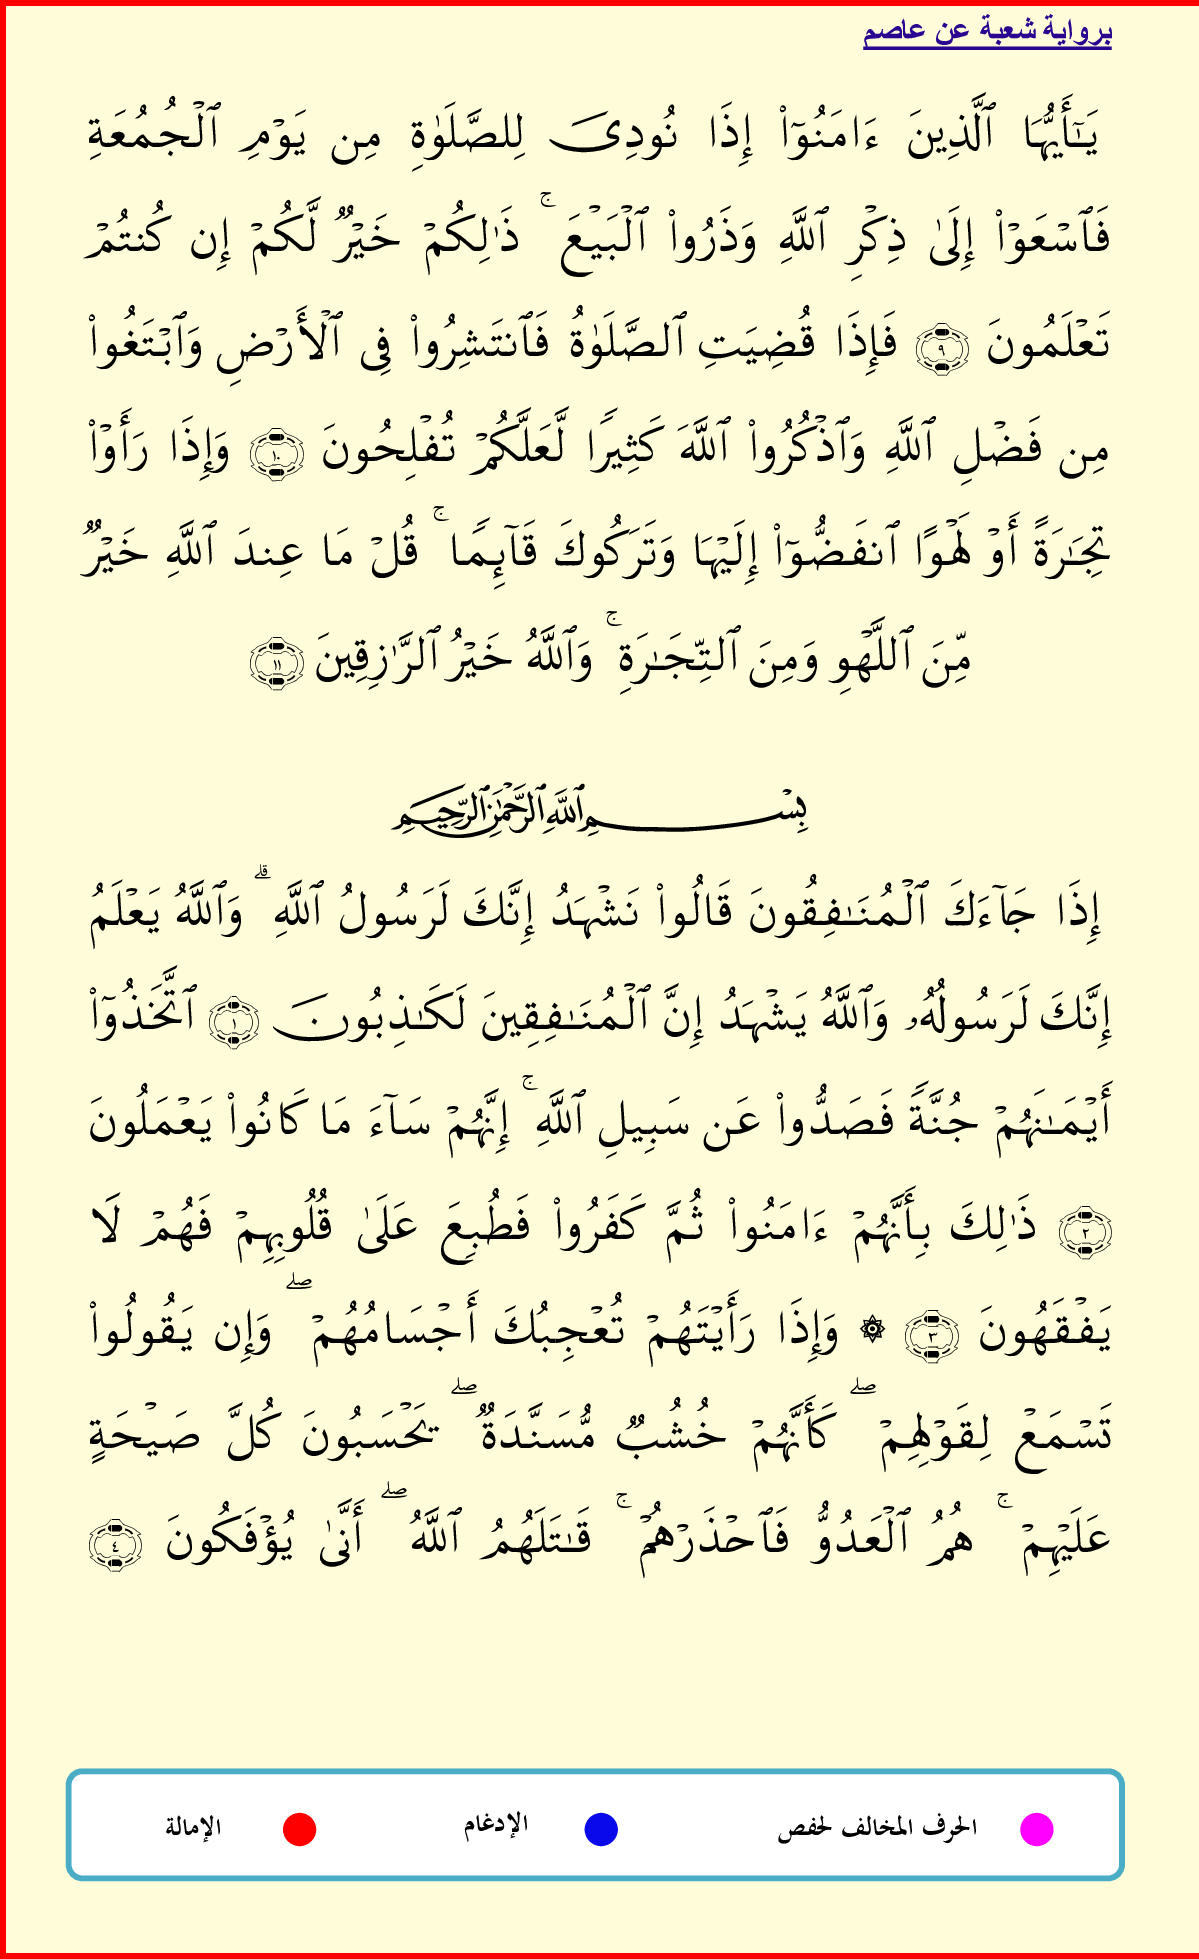 برواية شعبة عن عاصم
يَـٰٓأَيُّهَا ٱلَّذِينَ ءَامَنُوٓا۟ إِذَا نُودِىَ لِلصَّلَوٰةِ مِن يَوْمِ ٱلْجُمُعَةِ
فَٱسْعَوْا۟ إِلَىٰ ذِكْرِ ٱللَّهِ وَذَرُوا۟ ٱلْبَيْعَ ۚ ذَٰلِكُمْ خَيْرٌ لَّكُمْ إِن كُنتُمْ
تَعْلَمُونَ ٩ فَإِذَا قُضِيَتِ ٱلصَّلَوٰةُ فَٱنتَشِرُوا۟ فِى ٱلْأَرْضِ وَٱبْتَغُوا۟
مِن فَضْلِ ٱللَّهِ وَٱذْكُرُوا۟ ٱللَّهَ كَثِيرًا لَّعَلَّكُمْ تُفْلِحُونَ ١٠ وَإِذَا رَأَوْا۟
تِجَـٰرَةً أَوْ لَهْوًا ٱنفَضُّوٓا۟ إِلَيْهَا وَتَرَكُوكَ قَآئِمًا ۚ قُلْ مَا عِندَ ٱللَّهِ خَيْرٌ
مِّنَ ٱللَّهْوِ وَمِنَ ٱلتِّجَـٰرَةِ ۚ وَٱللَّهُ خَيْرُ ٱلرَّٰزِقِينَ ١١
بِسْمِ ٱللَّهِ ٱلرَّحْمَـٰنِ ٱلرَّحِيمِ
إِذَا جَآءَكَ ٱلْمُنَـٰفِقُونَ قَالُوا۟ نَشْهَدُ إِنَّكَ لَرَسُولُ ٱللَّهِ ۗ وَٱللَّهُ يَعْلَمُ
إِنَّكَ لَرَسُولُهُۥ وَٱللَّهُ يَشْهَدُ إِنَّ ٱلْمُنَـٰفِقِينَ لَكَـٰذِبُونَ ١ ٱتَّخَذُوٓا۟
أَيْمَـٰنَهُمْ جُنَّةً فَصَدُّوا۟ عَن سَبِيلِ ٱللَّهِ ۚ إِنَّهُمْ سَآءَ مَا كَانُوا۟ يَعْمَلُونَ
٢ ذَٰلِكَ بِأَنَّهُمْ ءَامَنُوا۟ ثُمَّ كَفَرُوا۟ فَطُبِعَ عَلَىٰ قُلُوبِهِمْ فَهُمْ لَا
يَفْقَهُونَ ٣ ۞ وَإِذَا رَأَيْتَهُمْ تُعْجِبُكَ أَجْسَامُهُمْ ۖ وَإِن يَقُولُوا۟
تَسْمَعْ لِقَوْلِهِمْ ۖ كَأَنَّهُمْ خُشُبٌ مُّسَنَّدَةٌ ۖ يَحْسَبُونَ كُلَّ صَيْحَةٍ
عَلَيْهِمْ ۚ هُمُ ٱلْعَدُوُّ فَٱحْذَرْهُمْ ۚ قَـٰتَلَهُمُ ٱللَّهُ ۖ أَنَّىٰ يُؤْفَكُونَ ٤
الحرف المخالف لحفص الإدغام الإمالة